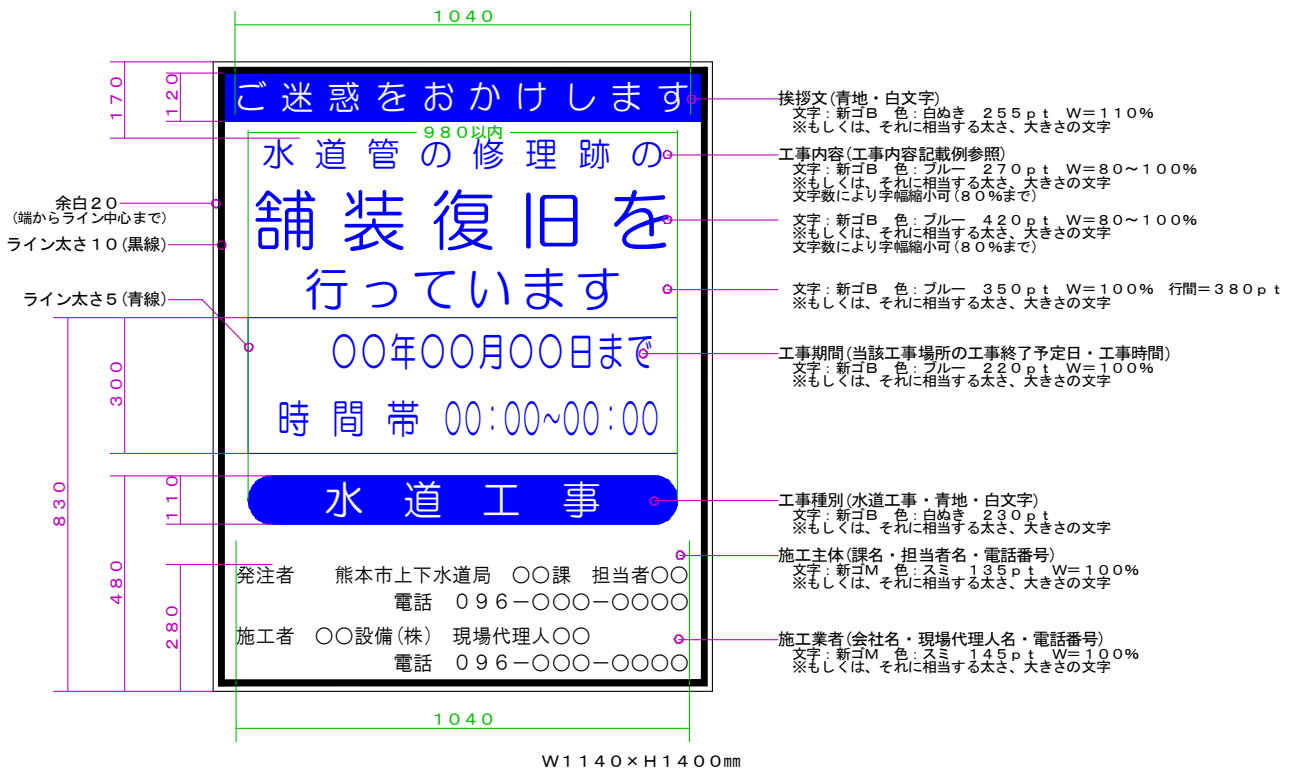 １０４０
１７０
１２０
ご迷惑をおかけします
９８０以内
水道管の修理跡の
舗装復旧を
行っています
〇〇年〇〇月〇〇日まで
時間帯 00:00~00:00
水道工事
発注者　熊本市上下水道局　〇〇課　担当者〇〇
電話　０９６－〇〇〇－〇〇〇〇
施工者　〇〇設備(株)　現場代理人〇〇
電話　０９６－〇〇〇－〇〇〇〇
余白２０
(端からライン中心まで)
ライン太さ１０(黒線)
ライン太さ５(青線)
３００
８３０
１１０
４８０
２８０
１０４０
Ｗ１１４０×Ｈ１４００㎜
挨拶文(青地・白文字)
文字：新ゴＢ　色：白ぬき　２５５ｐｔ　Ｗ＝１１０％
※もしくは、それに相当する太さ、大きさの文字
工事内容(工事内容記載例参照)
文字：新ゴＢ　色：ブルー　２７０ｐｔ　Ｗ＝８０～１００％
※もしくは、それに相当する太さ、大きさの文字
文字数により字幅縮小可(８０％まで)
文字：新ゴＢ　色：ブルー　４２０ｐｔ　Ｗ＝８０～１００％
※もしくは、それに相当する太さ、大きさの文字
文字数により字幅縮小可(８０％まで)
文字：新ゴＢ　色：ブルー　３５０ｐｔ　Ｗ＝１００％　行間＝３８０ｐｔ
※もしくは、それに相当する太さ、大きさの文字
工事期間(当該工事場所の工事終了予定日・工事時間)
文字：新ゴＢ　色：ブルー　２２０ｐｔ　Ｗ＝１００％
※もしくは、それに相当する太さ、大きさの文字
工事種別(水道工事・青地・白文字)
文字：新ゴＢ　色：白ぬき　２３０ｐｔ
※もしくは、それに相当する太さ、大きさの文字
施工主体(課名・担当者名・電話番号)
文字：新ゴＭ　色：スミ　１３５ｐｔ　Ｗ＝１００％
※もしくは、それに相当する太さ、大きさの文字
施工業者(会社名・現場代理人名・電話番号)
文字：新ゴＭ　色：スミ　１４５ｐｔ　Ｗ＝１００％
※もしくは、それに相当する太さ、大きさの文字